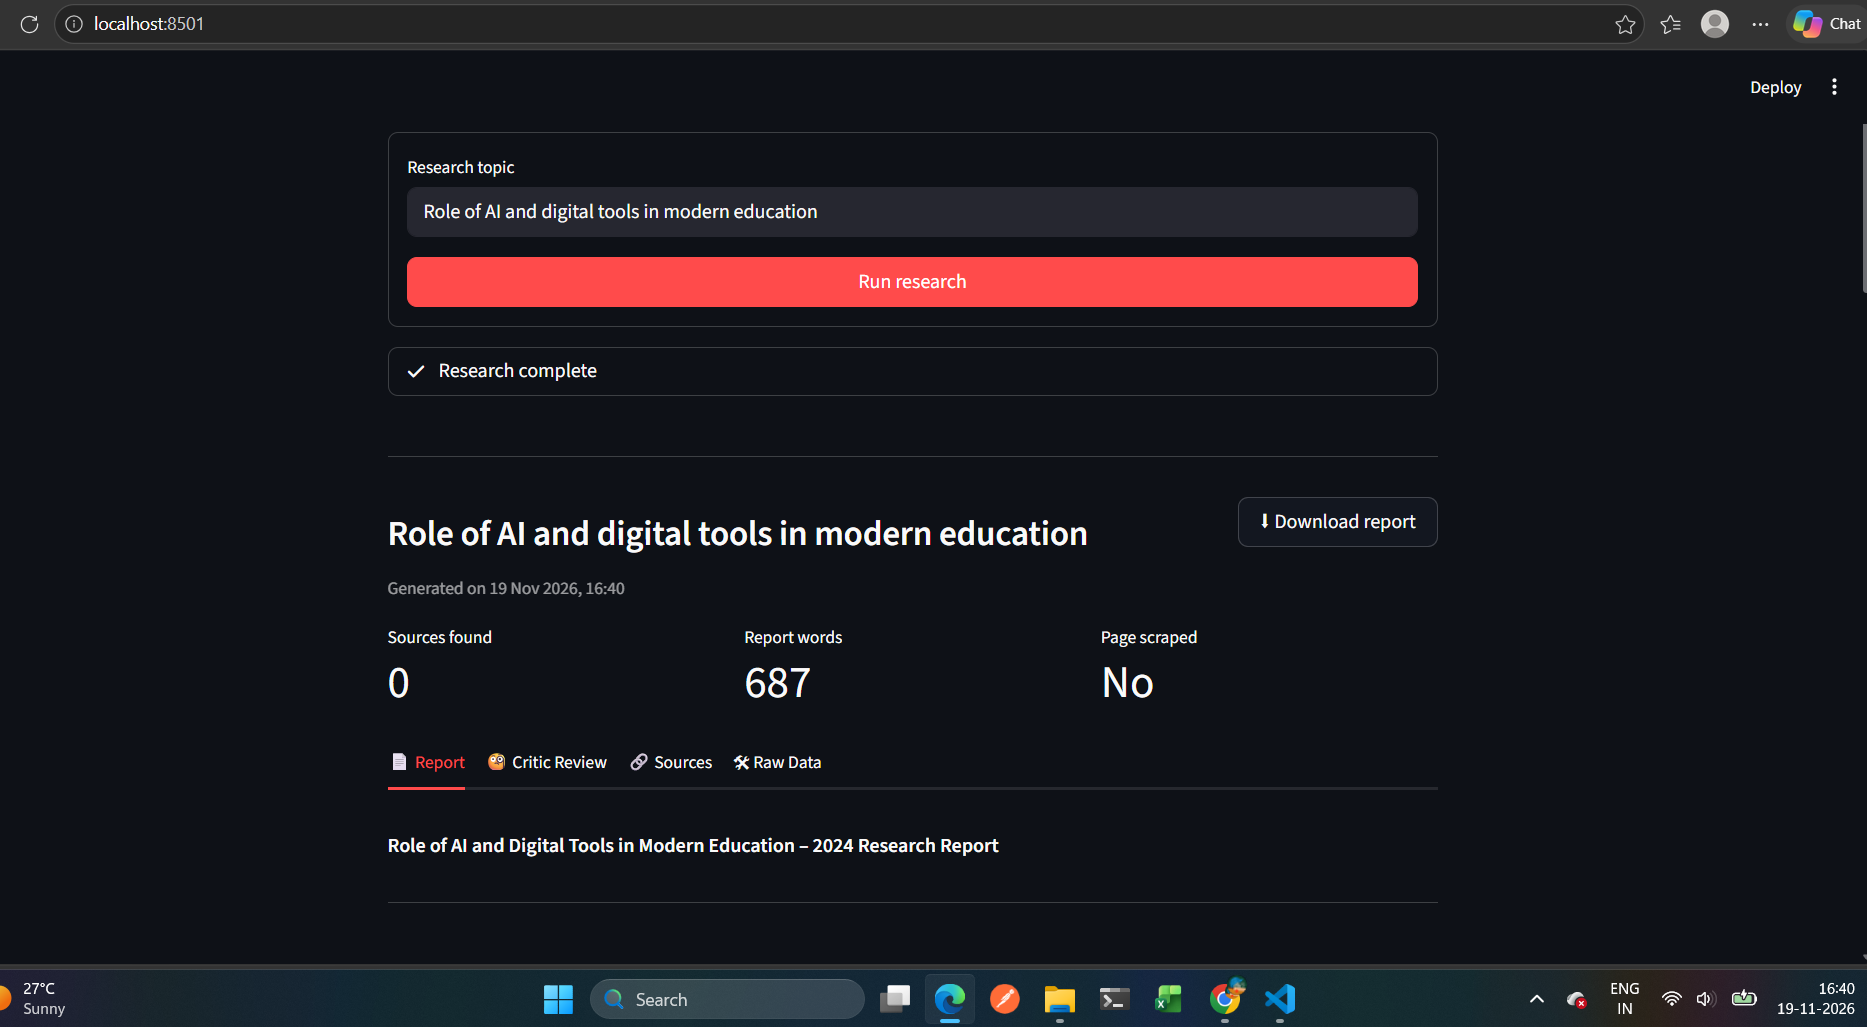 localhost:8501
Chat
Deploy
Research topic
Role of AI and digital tools in modern education
Run research
Research complete
Role of AI and digital tools in modern education
Download report
Generated on 19 Nov 2026, 16:40
Sources found
0
Report words
687
Page scraped
No
Report
Critic Review
Sources
Raw Data
Role of AI and Digital Tools in Modern Education – 2024 Research Report
27°C
Sunny
Search
ENG
IN
16:40
19-11-2026